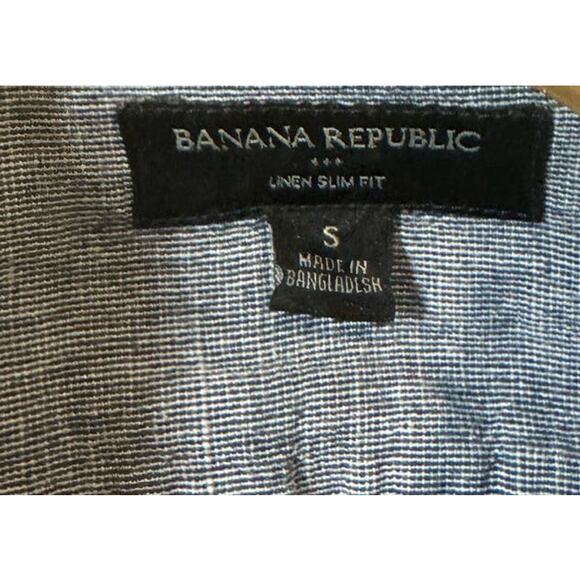 BANANA REPUBLIC
LINEN SLIM FIT
S
MADE IN
BANGLADESH